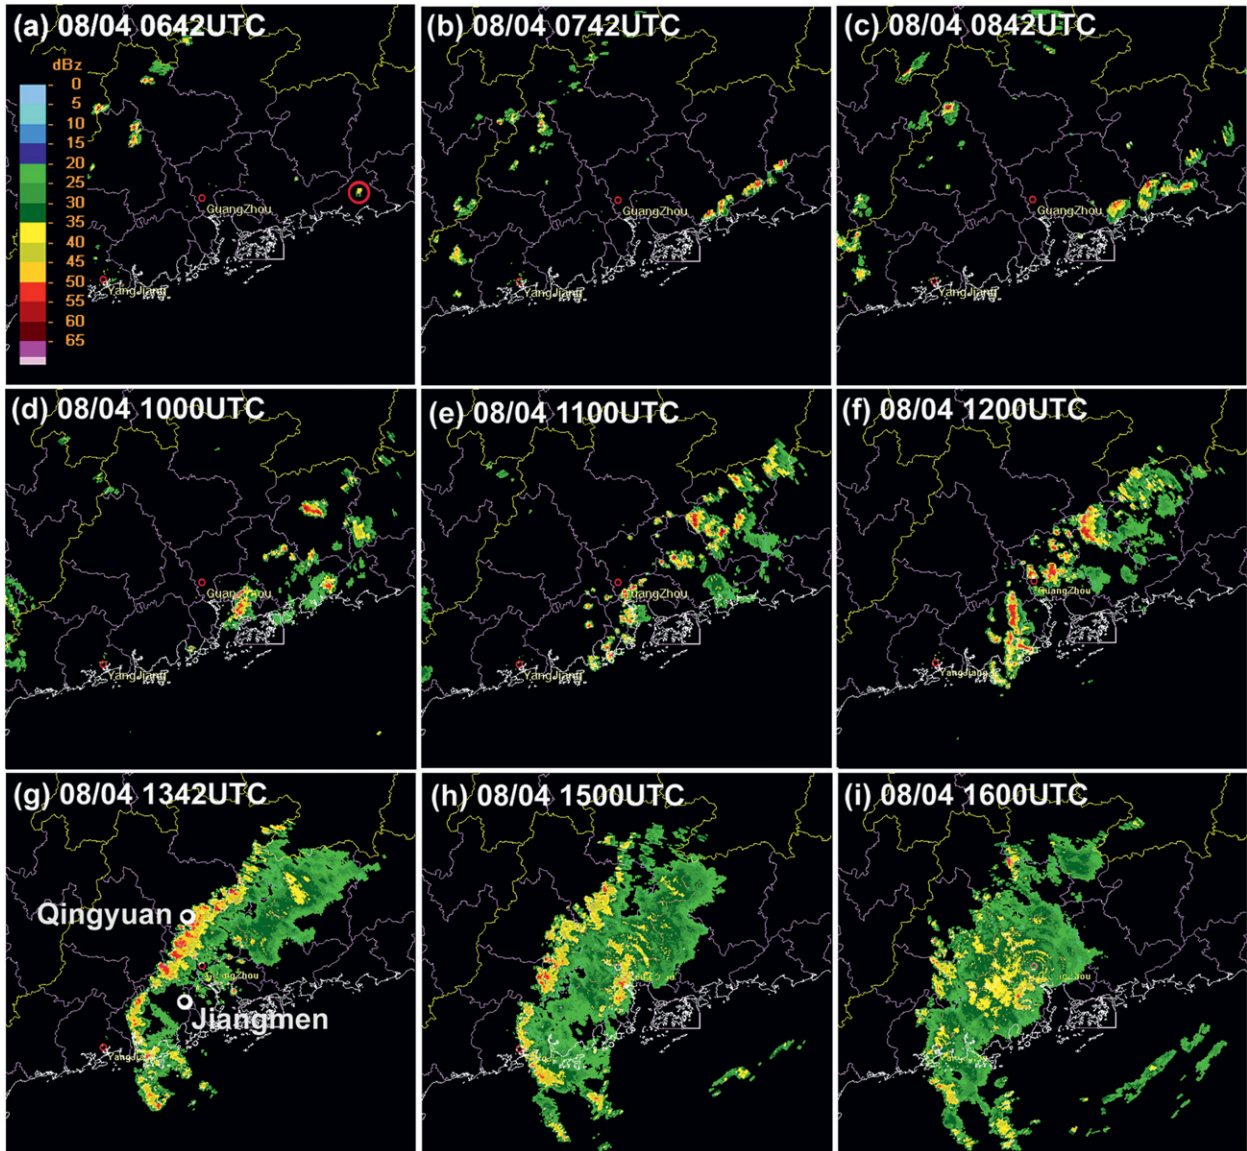 (a) 08/04 0642UTC
dBz
0
5
10
15
20
25
30
35
40
45
50
55
60
65
GuangZhou
YangJiang
(b) 08/04 0742UTC
GuangZhou
YangJiang
(c) 08/04 0842UTC
GuangZhou
YangJiang
(d) 08/04 1000UTC
GuangZhou
YangJiang
(e) 08/04 1100UTC
GuangZhou
YangJiang
(f) 08/04 1200UTC
GuangZhou
YangJiang
(g) 08/04 1342UTC
Qingyuan
GuangZhou
Jiangmen
(h) 08/04 1500UTC
(i) 08/04 1600UTC